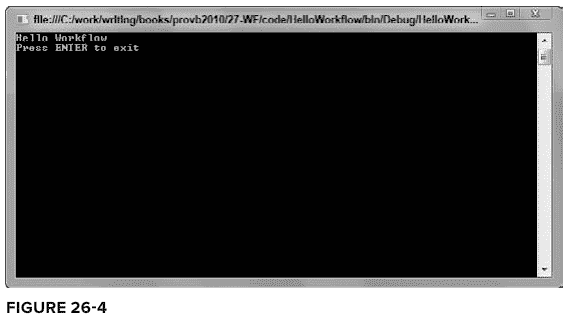 file:///C:/work/writing/books/provb2010/27-WF/code/HelloWorkflow/bin/Debug/HelloWork...
Hello Workflow
Press ENTER to exit
FIGURE 26-4